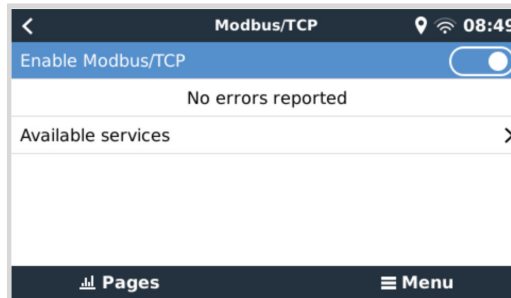 Modbus/TCP 08:49
Enable Modbus/TCP
No errors reported
Available services
Pages Menu